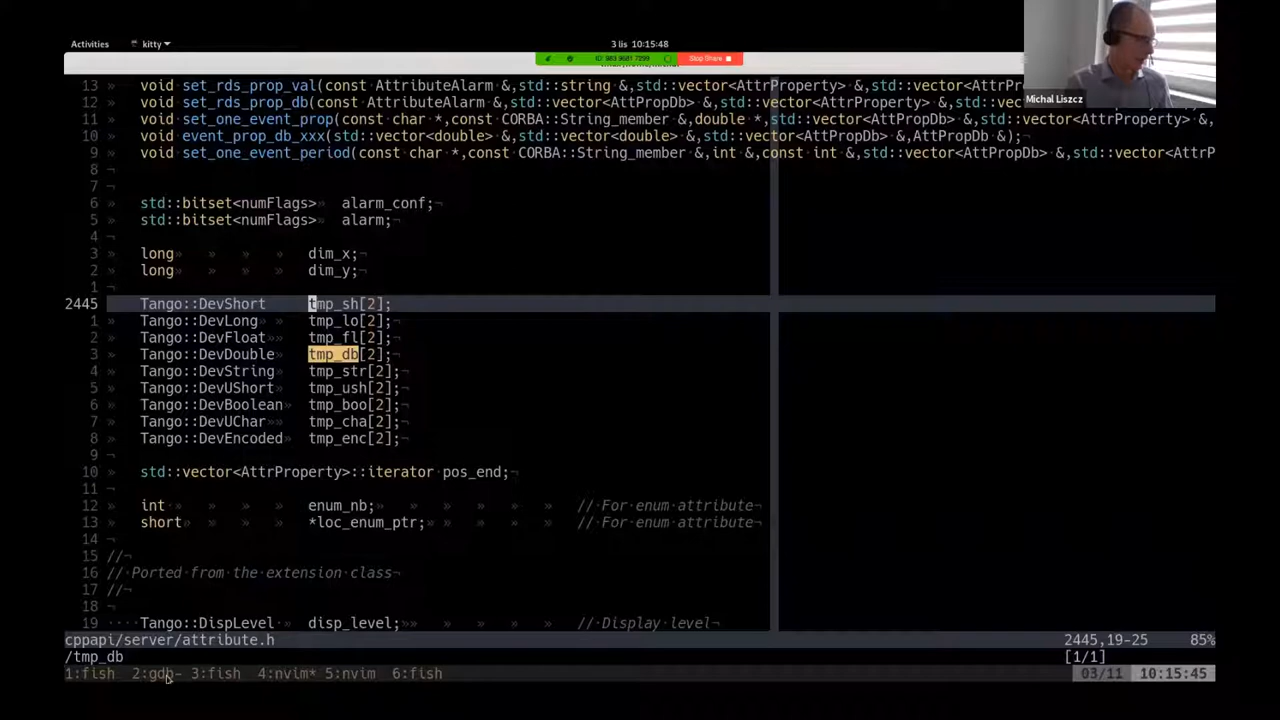 Activities kitty 3 lis 10:15:48
ID: 983 9681 7299 Stop Share
Michal Liszcz
13 » void set_rds_prop_val(const AttributeAlarm &,std::string &,std::vector<AttrProperty> &,std::vector<AttrPr
12 » void set_rds_prop_db(const AttributeAlarm &,std::vector<AttPropDb> &,std::vector<AttrProperty> &,std::vec
11 » void set_one_event_prop(const char *,const CORBA::String_member &,double *,std::vector<AttPropDb> &,std::vector<AttrProperty> &,
10 » void event_prop_db_xxx(std::vector<double> &,std::vector<double> &,std::vector<AttPropDb> &,AttPropDb &);¬
9 » void set_one_event_period(const char *,const CORBA::String_member &,int &,const int &,std::vector<AttPropDb> &,std::vector<AttrP
8 ¬
7 ¬
6 » std::bitset<numFlags>» alarm_conf;¬
5 » std::bitset<numFlags>» alarm;¬
4 ¬
3 » long» » » » dim_x;¬
2 » long» » » » dim_y;¬
1 ¬
2445 Tango::DevShort tmp_sh[2];
1 » Tango::DevLong» » tmp_lo[2];¬
2 » Tango::DevFloat»» tmp_fl[2];¬
3 » Tango::DevDouble» tmp_db[2];¬
4 » Tango::DevString» tmp_str[2];¬
5 » Tango::DevUShort» tmp_ush[2];¬
6 » Tango::DevBoolean» tmp_boo[2];¬
7 » Tango::DevUChar»» tmp_cha[2];¬
8 » Tango::DevEncoded» tmp_enc[2];¬
9 ¬
10 » std::vector<AttrProperty>::iterator·pos_end;¬
11 ¬
12 » int·» » » » enum_nb;» » » » » //·For·enum·attribute¬
13 » short» » » » *loc_enum_ptr;» » » » » //·For·enum·attribute¬
14 ¬
15 //¬
16 //·Ported·from·the·extension·class¬
17 //¬
18 ¬
19 ····Tango::DispLevel disp_level;» » » » » //·Display·level¬
cppapi/server/attribute.h 2445,19-25 85%
/tmp_db [1/1]
1:fish 2:gdb- 3:fish 4:nvim* 5:nvim 6:fish 03/11 10:15:45